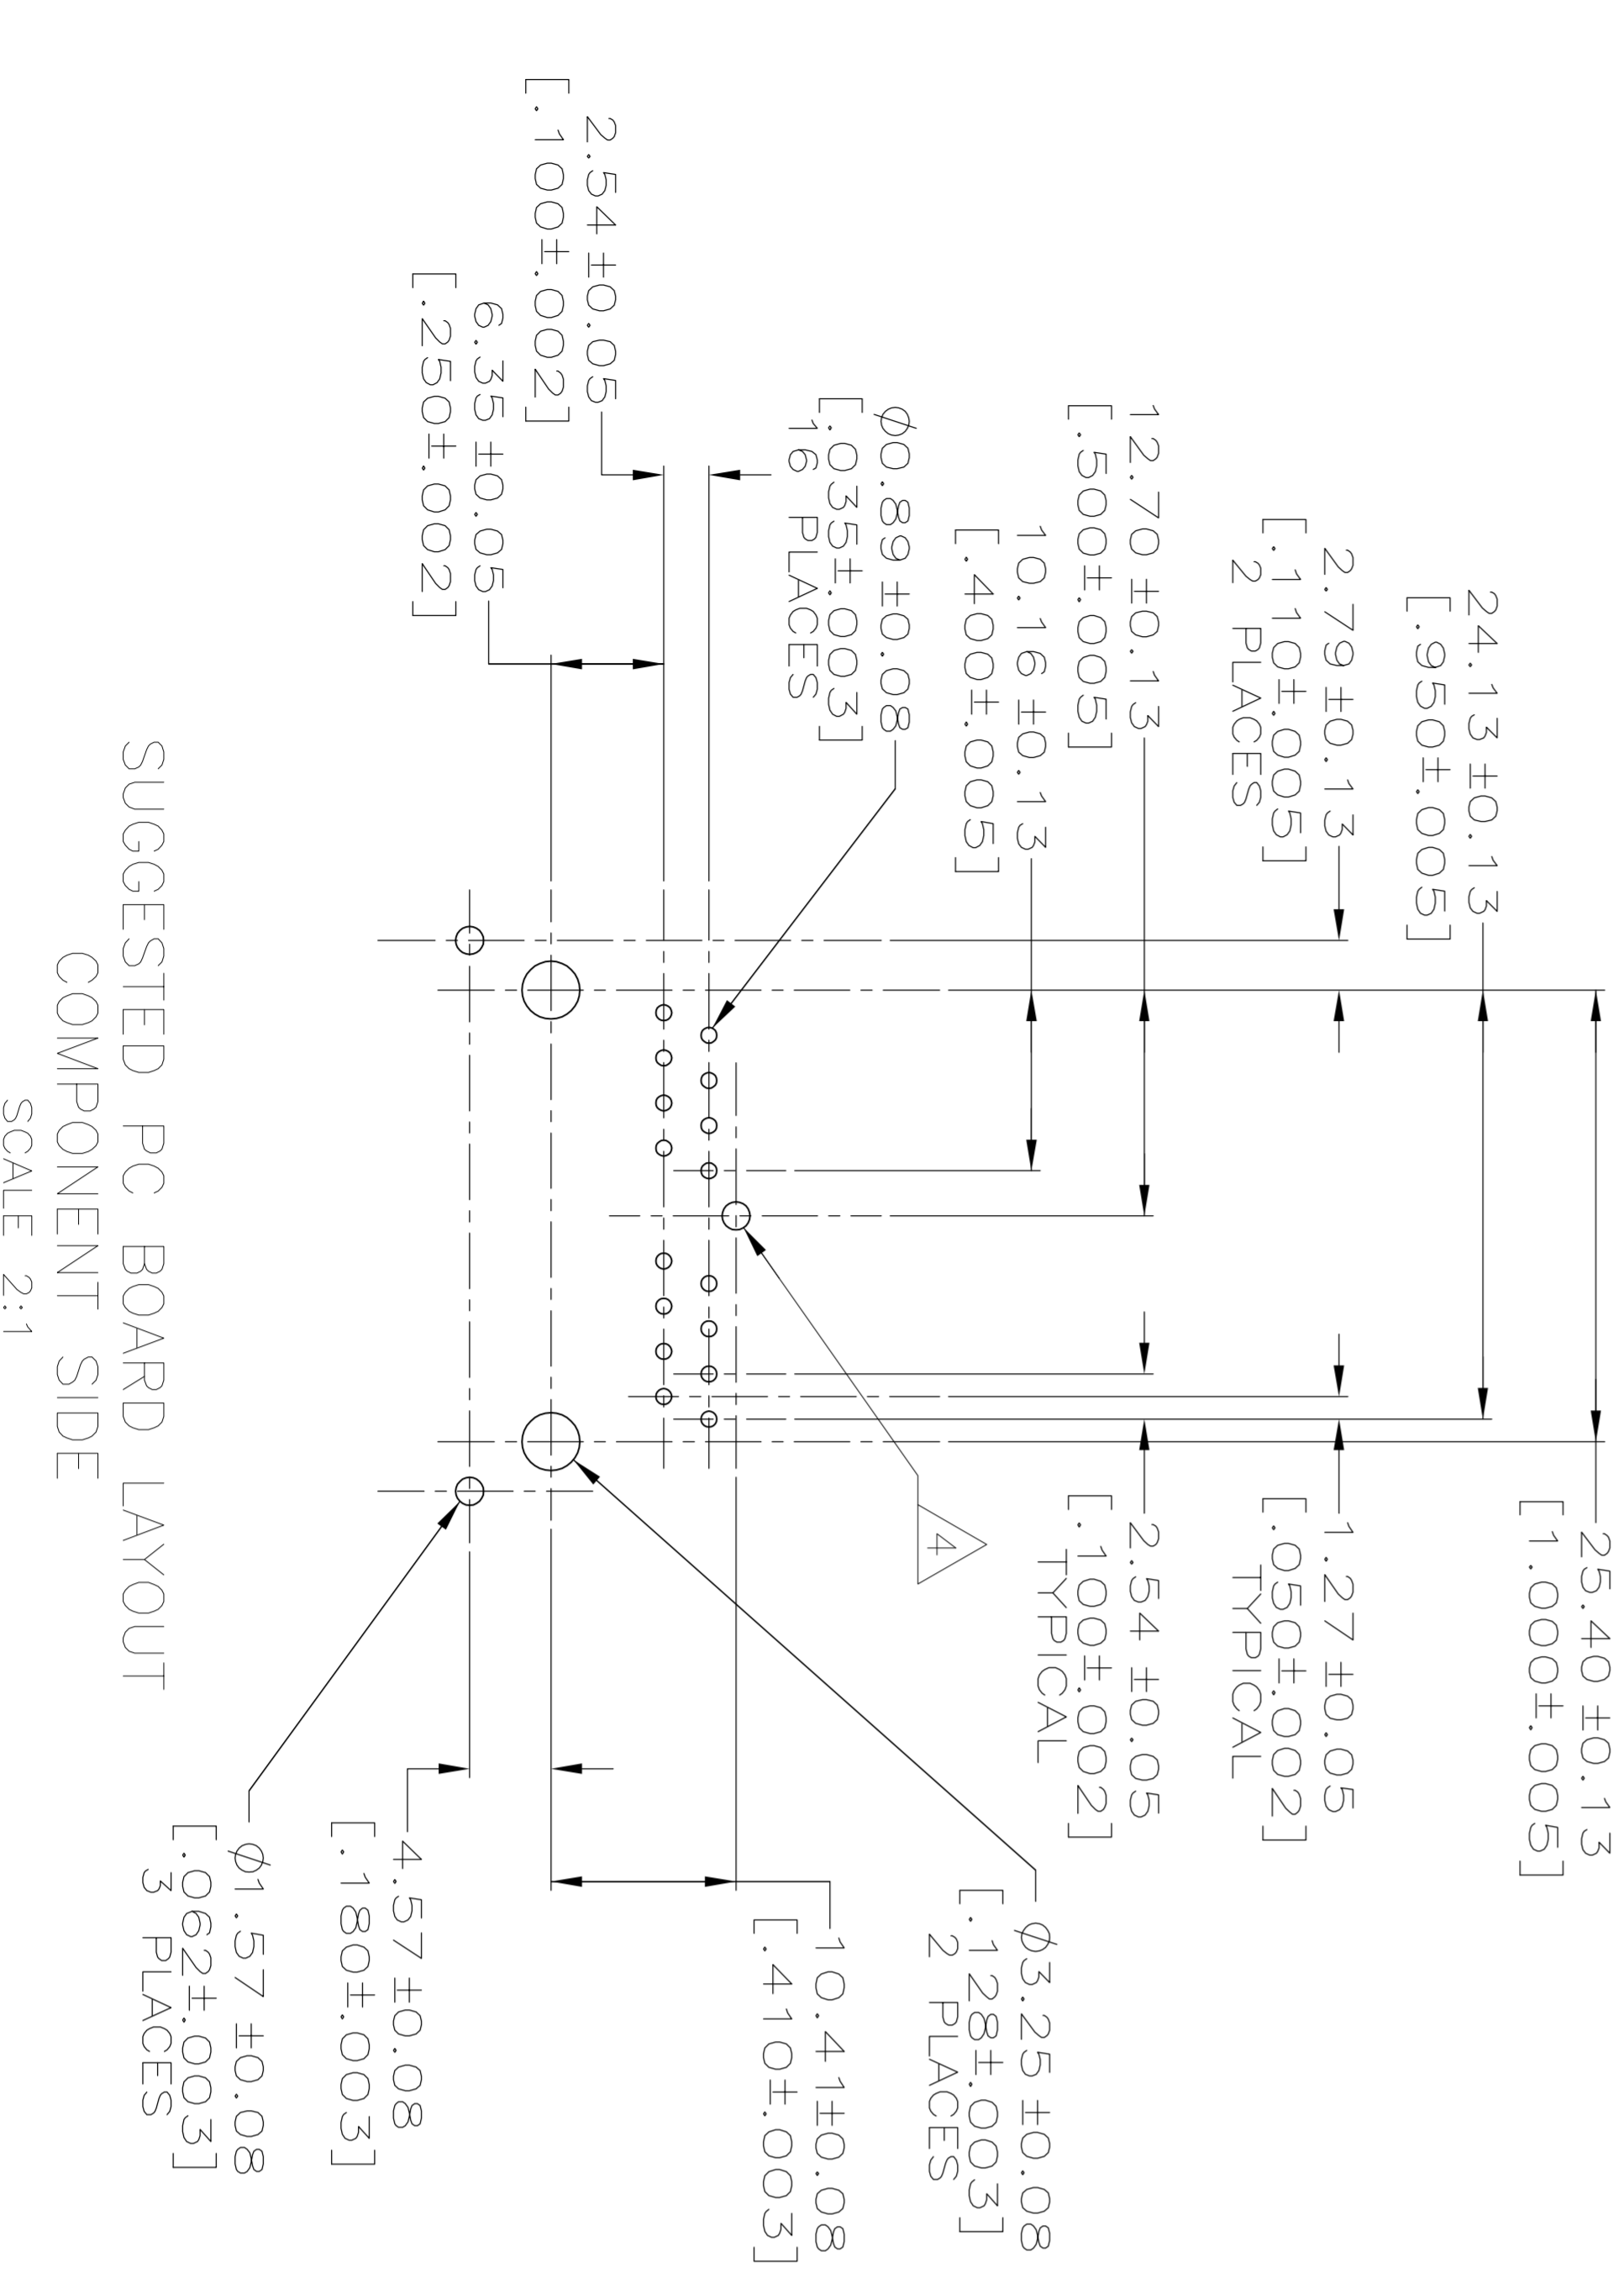 25.40 ±0.13
[1.000±.005]
24.13 ±0.13
[.950±.005]
2.79±0.13
[.110±.005]
2 PLACES
1.27 ±0.05
[.050±.002]
TYPICAL
12.70 ±0.13
[.500±.005]
2.54 ±0.05
[.100±.002]
TYPICAL
10.16 ±0.13
[.400±.005]
4
Ø3.25 ±0.08
[.128±.003]
2 PLACES
Ø0.89 ±0.08
[.035±.003]
16 PLACES
10.41±0.08
[.410±.003]
2.54 ±0.05
[.100±.002]
6.35 ±0.05
[.250±.002]
4.57 ±0.08
[.180±.003]
Ø1.57 ±0.08
[.062±.003]
3 PLACES
SUGGESTED PC BOARD LAYOUT
COMPONENT SIDE
SCALE 2:1